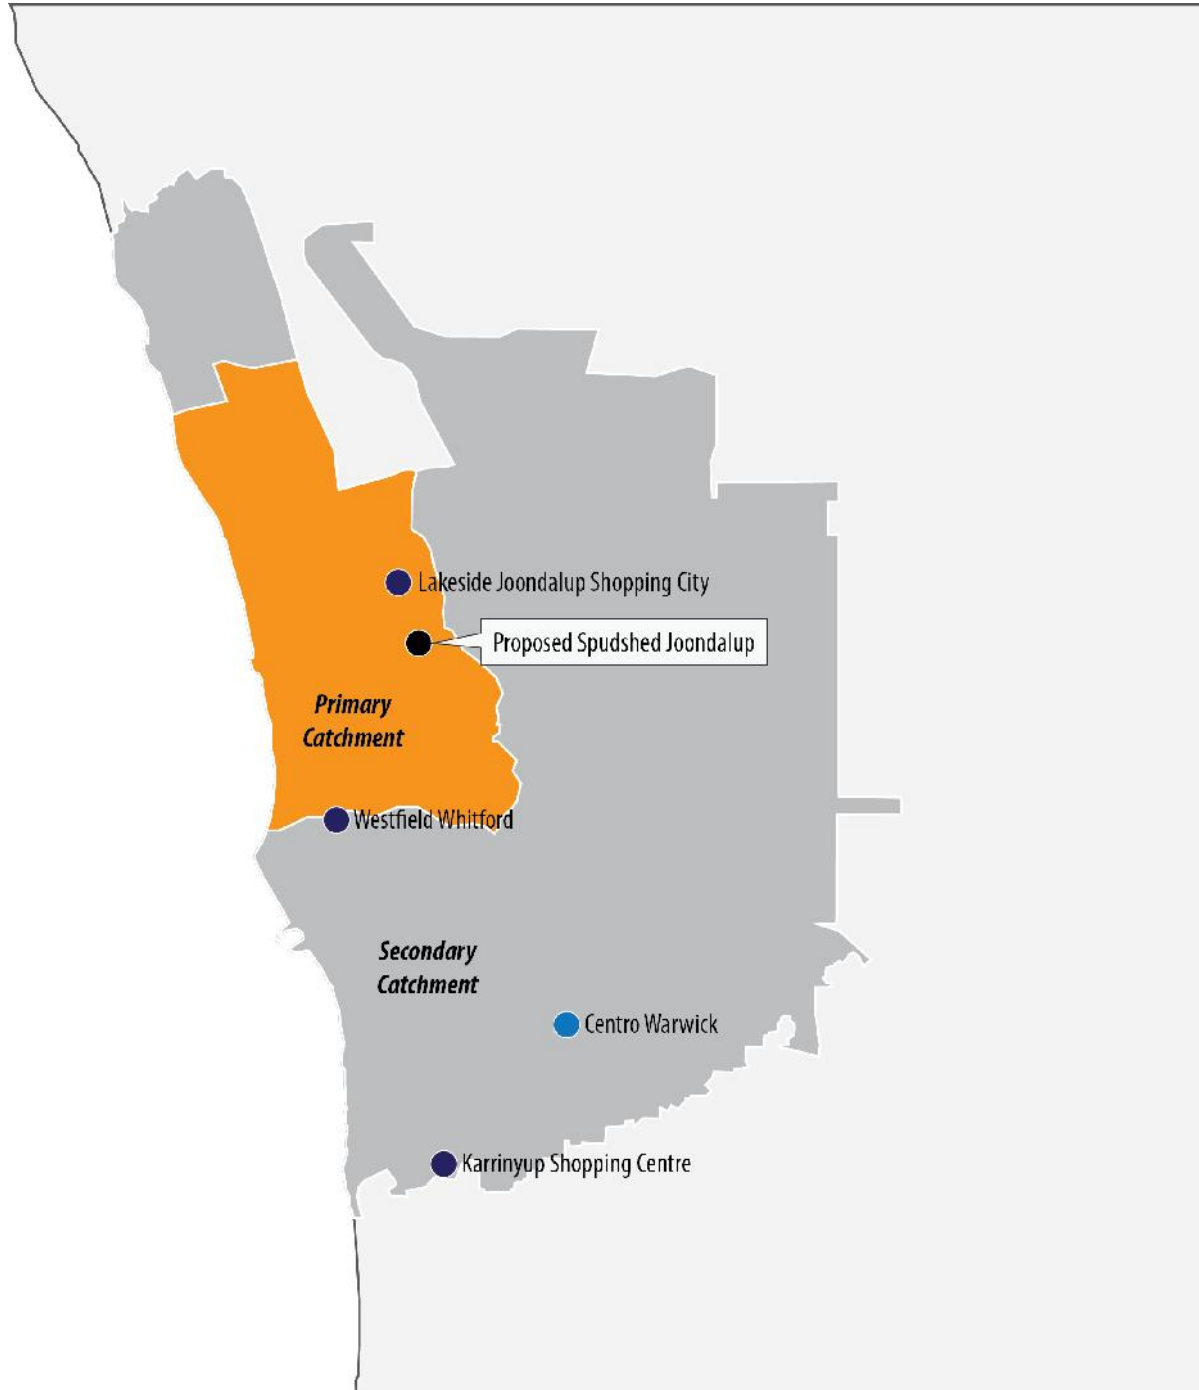 Lakeside Joondalup Shopping City
Proposed Spudshed Joondalup
Primary
Catchment
Westfield Whitford
Secondary
Catchment
Centro Warwick
Karrinyup Shopping Centre